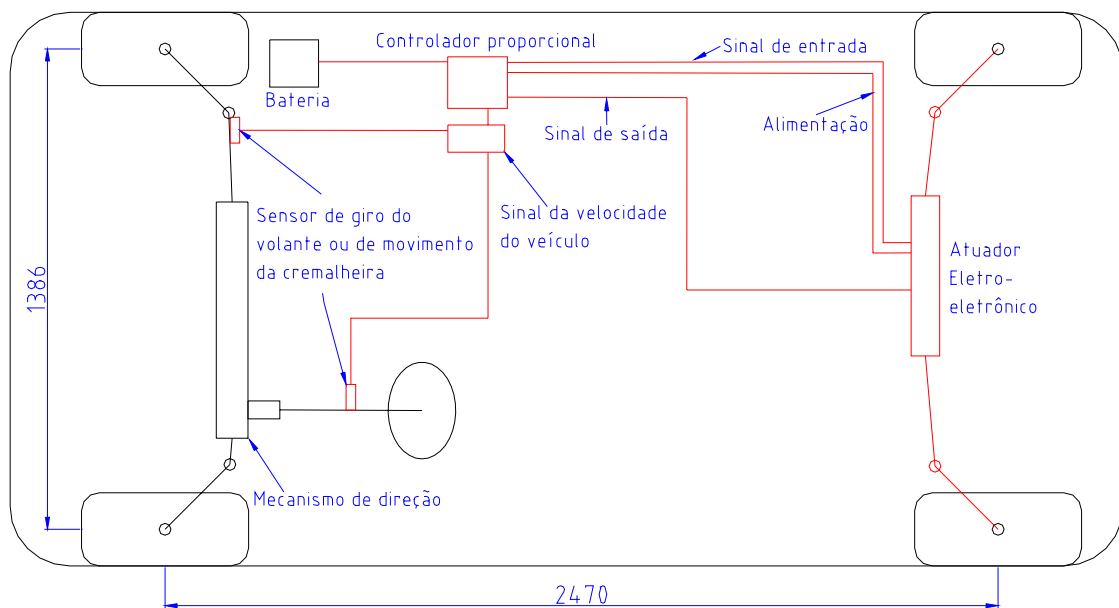 Controlador proporcional
Sinal de entrada
Bateria
Alimentação
Sinal de saída
Sensor de giro do
volante ou de movimento
da cremalheira
Sinal da velocidade
do veículo
Atuador
Eletro-
eletrônico
1386
Mecanismo de direção
2470